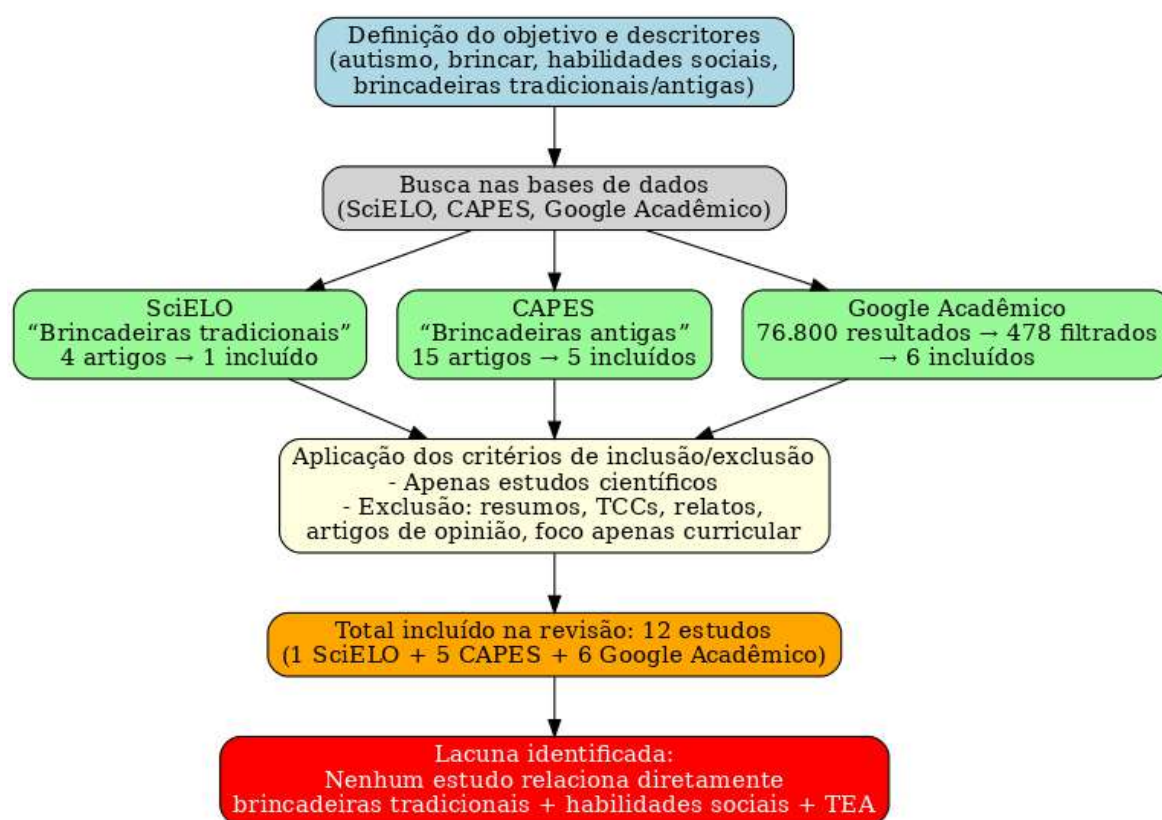 Definição do objetivo e descritores
(autismo, brincar, habilidades sociais,
brincadeiras tradicionais/antigas)
Busca nas bases de dados
(SciELO, CAPES, Google Acadêmico)
SciELO
“Brincadeiras tradicionais”
4 artigos → 1 incluído
CAPES
“Brincadeiras antigas”
15 artigos → 5 incluídos
Google Acadêmico
76.800 resultados → 478 filtrados
→ 6 incluídos
Aplicação dos critérios de inclusão/exclusão
- Apenas estudos científicos
- Exclusão: resumos, TCCs, relatos,
artigos de opinião, foco apenas curricular
Total incluído na revisão: 12 estudos
(1 SciELO + 5 CAPES + 6 Google Acadêmico)
Lacuna identificada:
Nenhum estudo relaciona diretamente
brincadeiras tradicionais + habilidades sociais + TEA